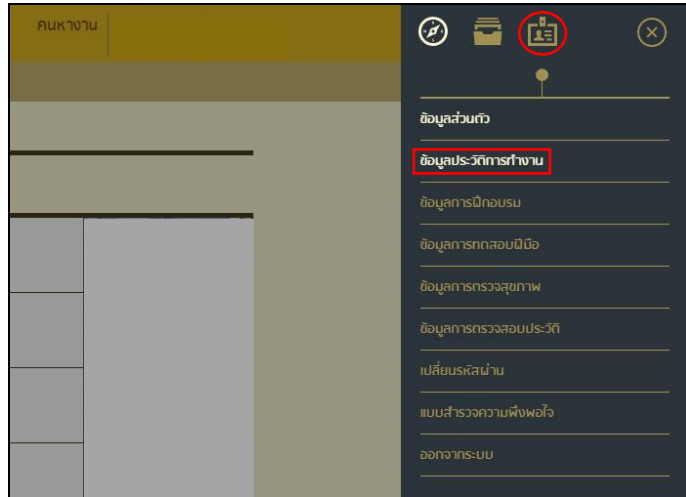 ค้นหางาน
ข้อมูลส่วนตัว
ข้อมูลประวัติการทำงาน
ข้อมูลการฝึกอบรม
ข้อมูลการทดสอบฝีมือ
ข้อมูลการตรวจสุขภาพ
ข้อมูลการตรวจสอบประวัติ
เปลี่ยนรหัสผ่าน
แบบสำรวจความพึงพอใจ
ออกจากระบบ